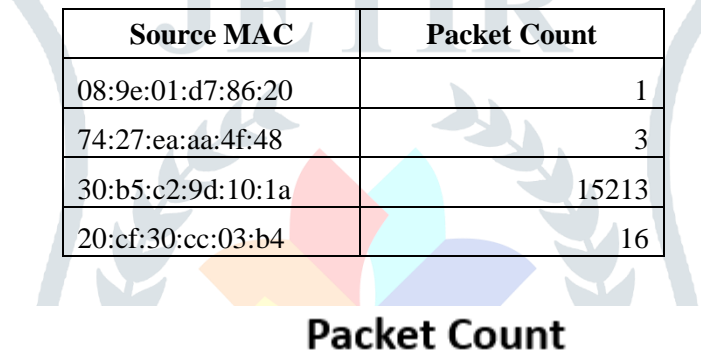 JETIR
Source MAC Packet Count
08:9e:01:d7:86:20 1
74:27:ea:aa:4f:48 3
30:b5:c2:9d:10:1a 15213
20:cf:30:cc:03:b4 16
Packet Count